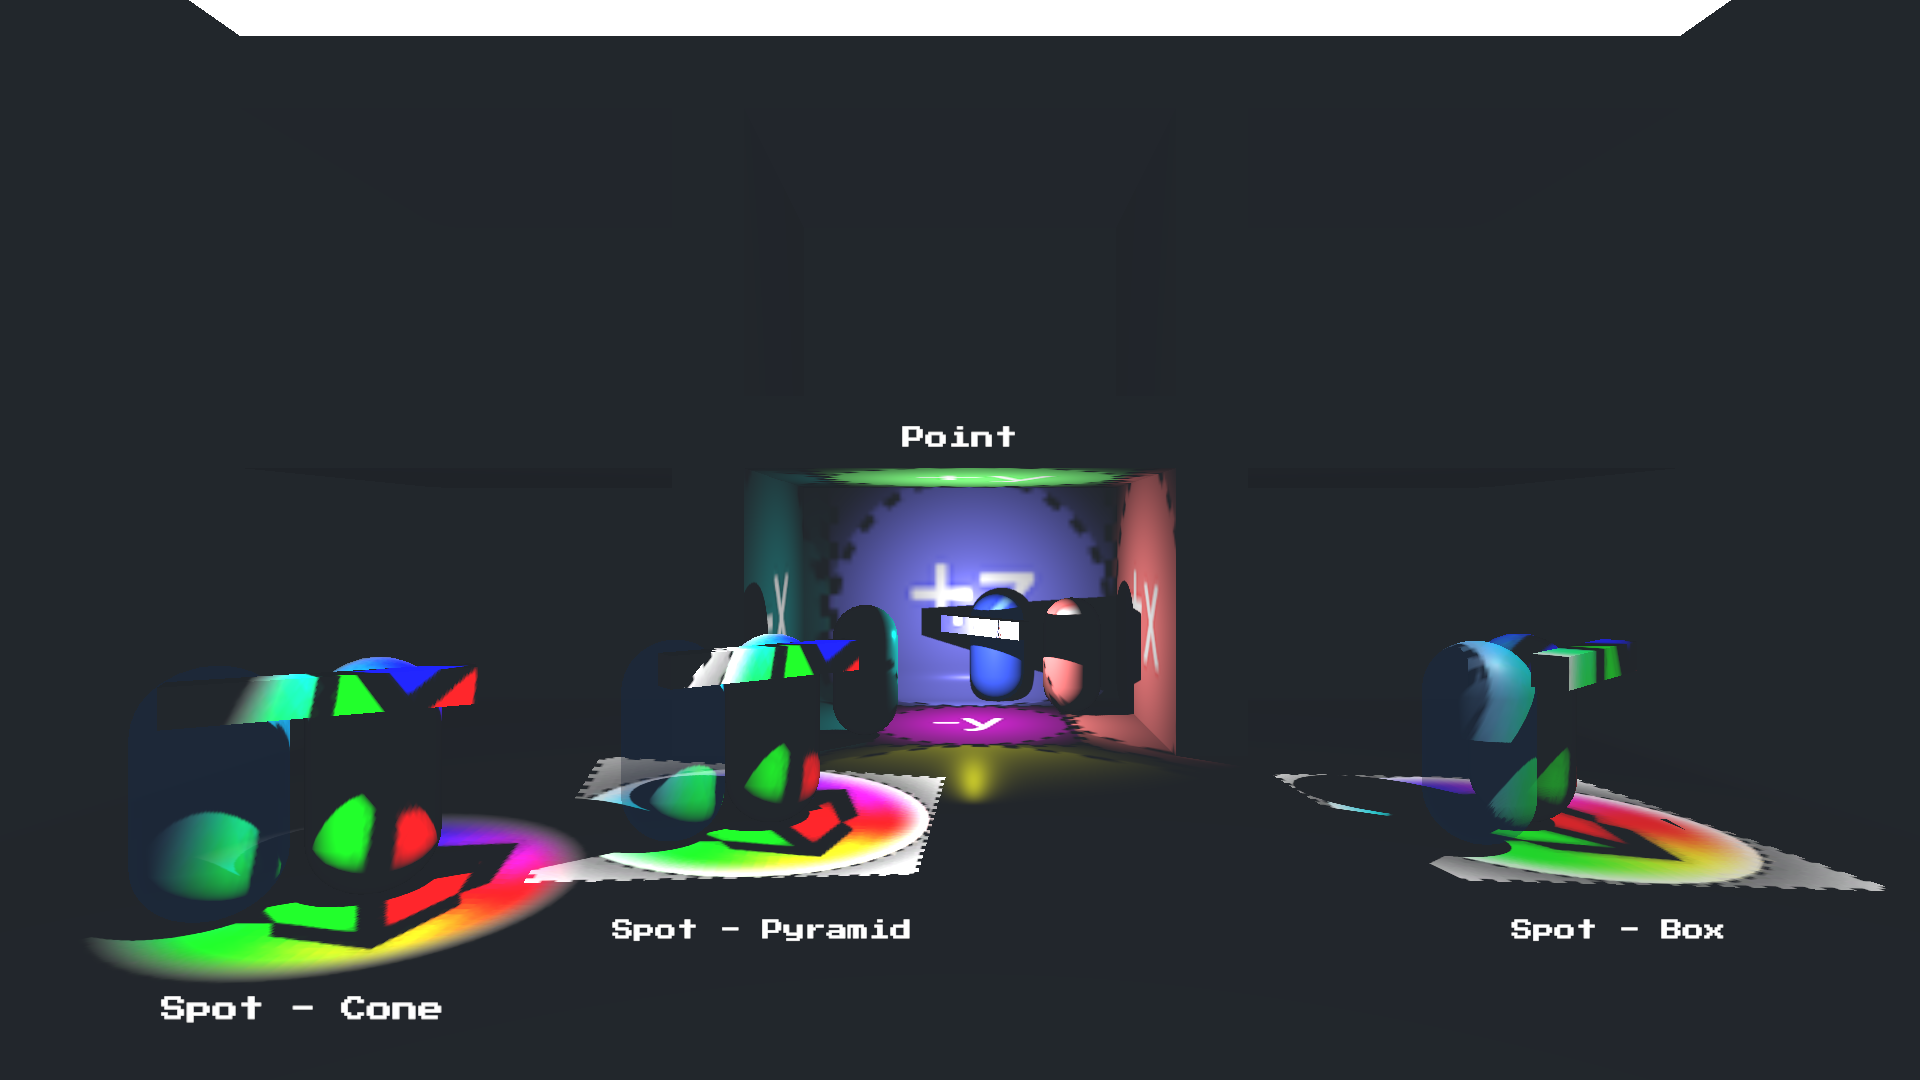 Point
+z
-y
X
+X
Spot - Pyramid
Spot - Box
Spot - Cone